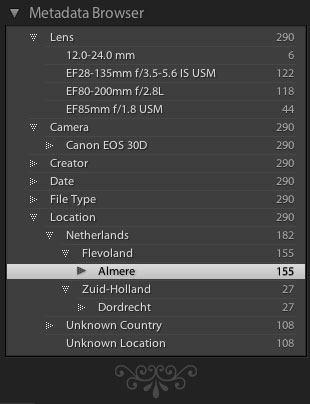 Metadata Browser
Lens 290
12.0-24.0 mm 6
EF28-135mm f/3.5-5.6 IS USM 122
EF80-200mm f/2.8L 118
EF85mm f/1.8 USM 44
Camera 290
Canon EOS 30D 290
Creator 290
Date 290
File Type 290
Location 290
Netherlands 182
Flevoland 155
Almere 155
Zuid-Holland 27
Dordrecht 27
Unknown Country 108
Unknown Location 108